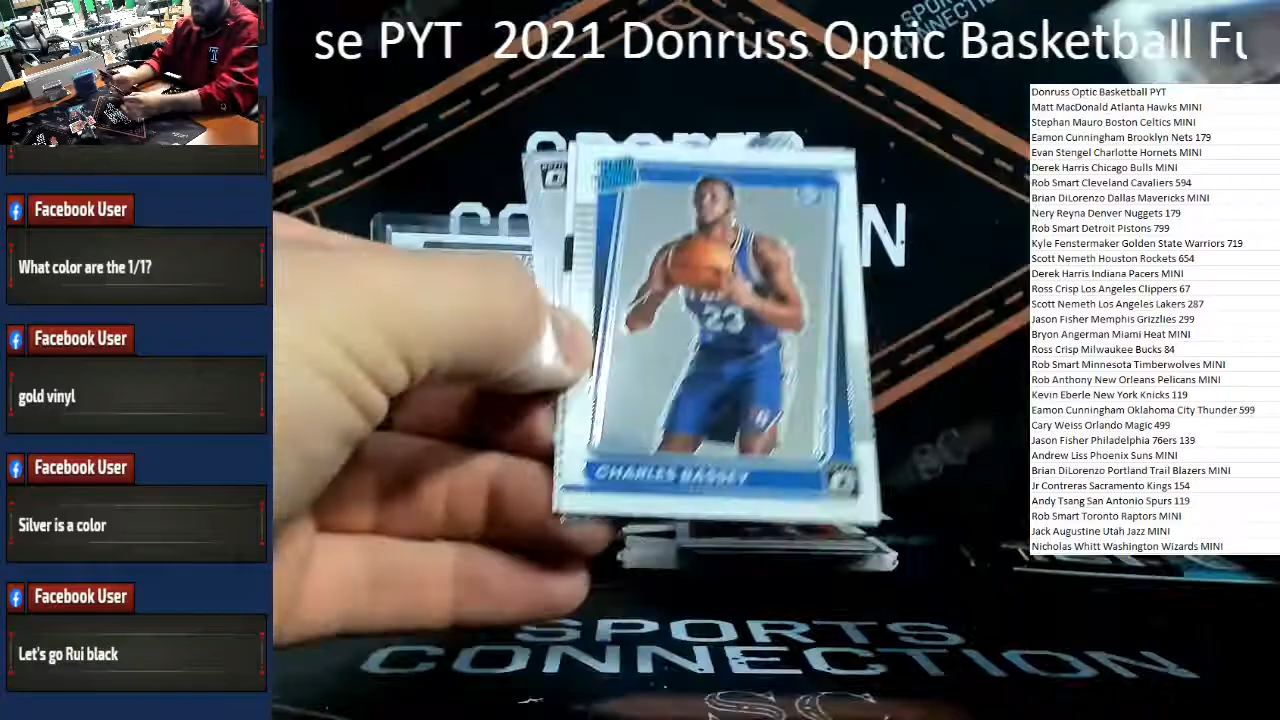 se PYT 2021 Donruss Optic Basketball Fu
Facebook User
What color are the 1/1?
Facebook User
gold vinyl
Facebook User
Silver is a color
Facebook User
Let's go Rui black
23
CHARLES BASSEY
SPORTS
CONNECTION
SC
Donruss Optic Basketball PYT
Matt MacDonald Atlanta Hawks MINI
Stephan Mauro Boston Celtics MINI
Eamon Cunningham Brooklyn Nets 179
Evan Stengel Charlotte Hornets MINI
Derek Harris Chicago Bulls MINI
Rob Smart Cleveland Cavaliers 594
Brian DiLorenzo Dallas Mavericks MINI
Nery Reyna Denver Nuggets 179
Rob Smart Detroit Pistons 799
Kyle Fenstermaker Golden State Warriors 719
Scott Nemeth Houston Rockets 654
Derek Harris Indiana Pacers MINI
Ross Crisp Los Angeles Clippers 67
Scott Nemeth Los Angeles Lakers 287
Jason Fisher Memphis Grizzlies 299
Bryon Angerman Miami Heat MINI
Ross Crisp Milwaukee Bucks 84
Rob Smart Minnesota Timberwolves MINI
Rob Anthony New Orleans Pelicans MINI
Kevin Eberle New York Knicks 119
Eamon Cunningham Oklahoma City Thunder 599
Cary Weiss Orlando Magic 499
Jason Fisher Philadelphia 76ers 139
Andrew Liss Phoenix Suns MINI
Brian DiLorenzo Portland Trail Blazers MINI
Jr Contreras Sacramento Kings 154
Andy Tsang San Antonio Spurs 119
Rob Smart Toronto Raptors MINI
Jack Augustine Utah Jazz MINI
Nicholas Whitt Washington Wizards MINI